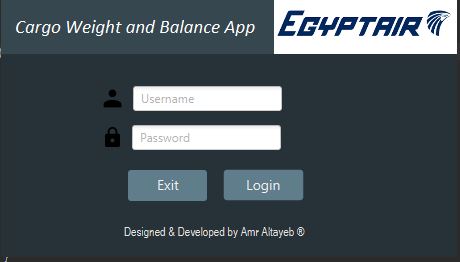 Cargo Weight and Balance App
EGYPTAIR
Username
Password
Exit
Login
Designed & Developed by Amr Altayeb ®